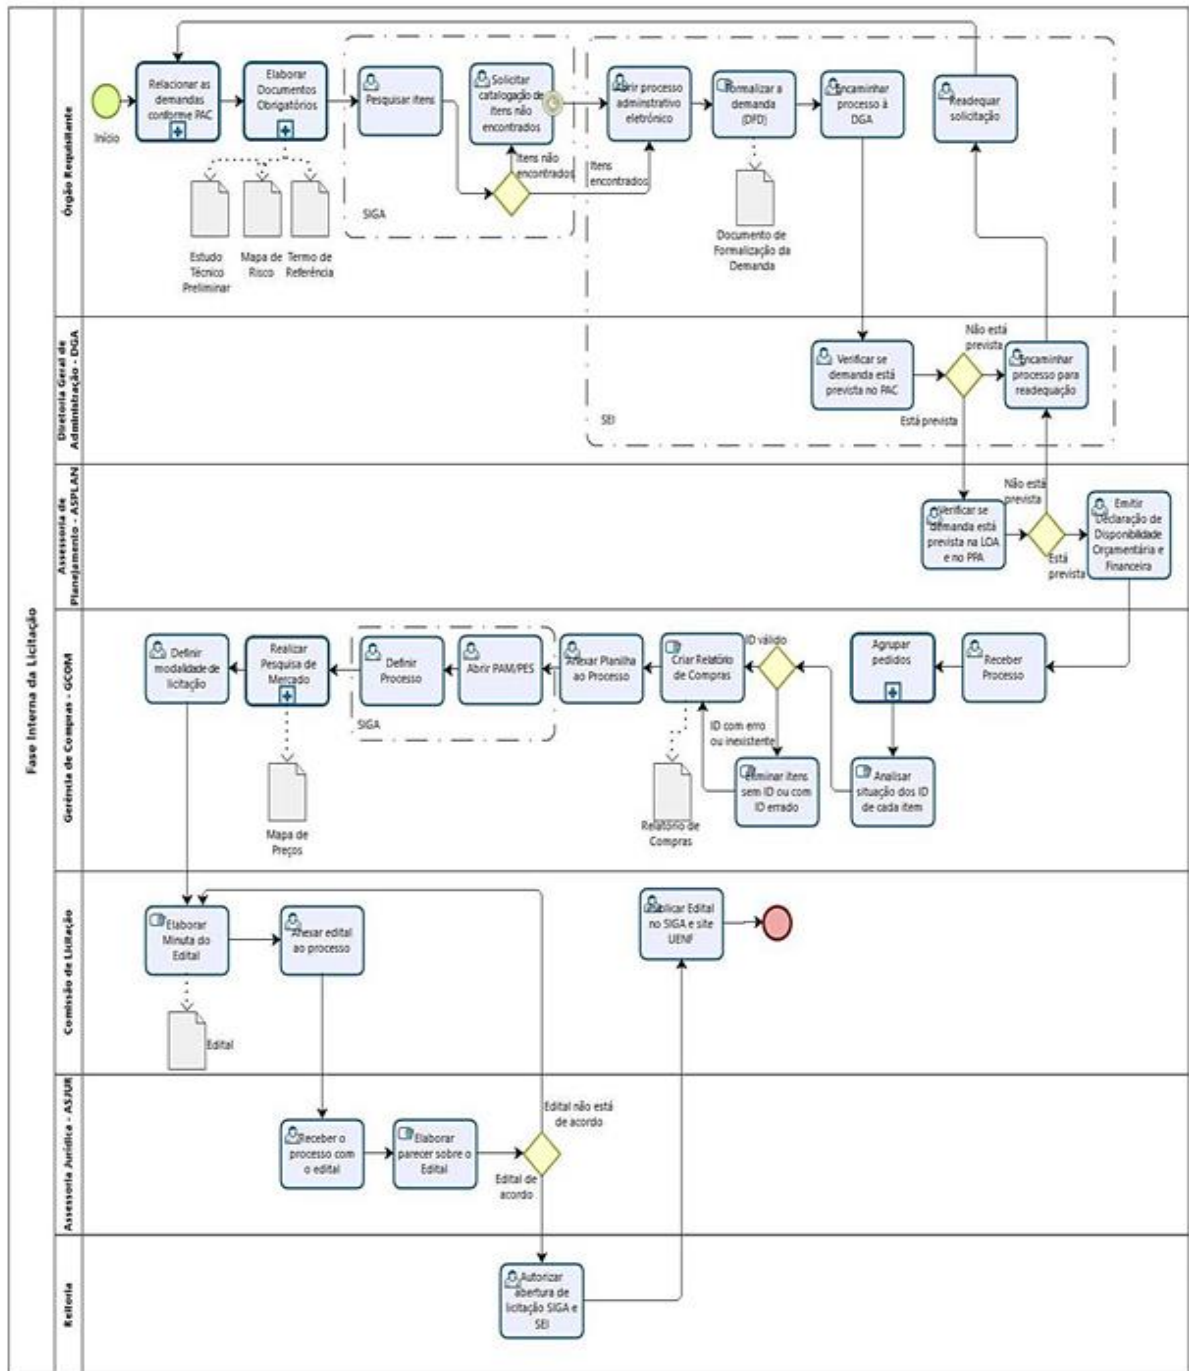 Fase Interna da Licitação
Órgão Requisitante
Início
Relacionar as
demandas
conforme PAC
Elaborar
Documentos
Obrigatórios
Estudo
Técnico
Preliminar
Mapa de
Risco
Termo de
Referência
Pesquisar itens
Solicitar
catalogação de
itens não
encontrados
Itens não
encontrados
Itens
encontrados
SIGA
Abrir processo
adminstrativo
eletrônico
Formalizar a
demanda
(DFD)
Documento de
Formalização da
Demanda
Encaminhar
processo à
DGA
Readequar
solicitação
Diretoria Geral de
Administração - DGA
SEI
Verificar se
demanda está
prevista no PAC
Não está
prevista
Está prevista
Encaminhar
processo para
readequação
Assessoria de
Planejamento - ASPLAN
Verificar se
demanda está
prevista na LOA
e no PPA
Não está
prevista
Está
prevista
Emitir
Declaração de
Disponibilidade
Orçamentária e
Financeira
Gerência de Compras - GCOM
Definir
modalidade de
licitação
Realizar
Pesquisa de
Mercado
Mapa de
Preços
Definir
Processo
Abrir PAM/PES
SIGA
Anexar Planilha
ao Processo
Criar Relatório
de Compras
Relatório de
Compras
ID válido
ID com erro
ou inexistente
Eliminar itens
sem ID ou com
ID errado
Agrupar
pedidos
Analisar
situação dos ID
de cada item
Receber
Processo
Comissão de Licitação
Elaborar
Minuta do
Edital
Edital
Anexar edital
ao processo
Publicar Edital
no SIGA e site
UENF
Assessoria Jurídica - ASJUR
Receber o
processo com
o edital
Elaborar
parecer sobre o
Edital
Edital não está
de acordo
Edital de
acordo
Reitoria
Autorizar
abertura de
licitação SIGA e
SEI